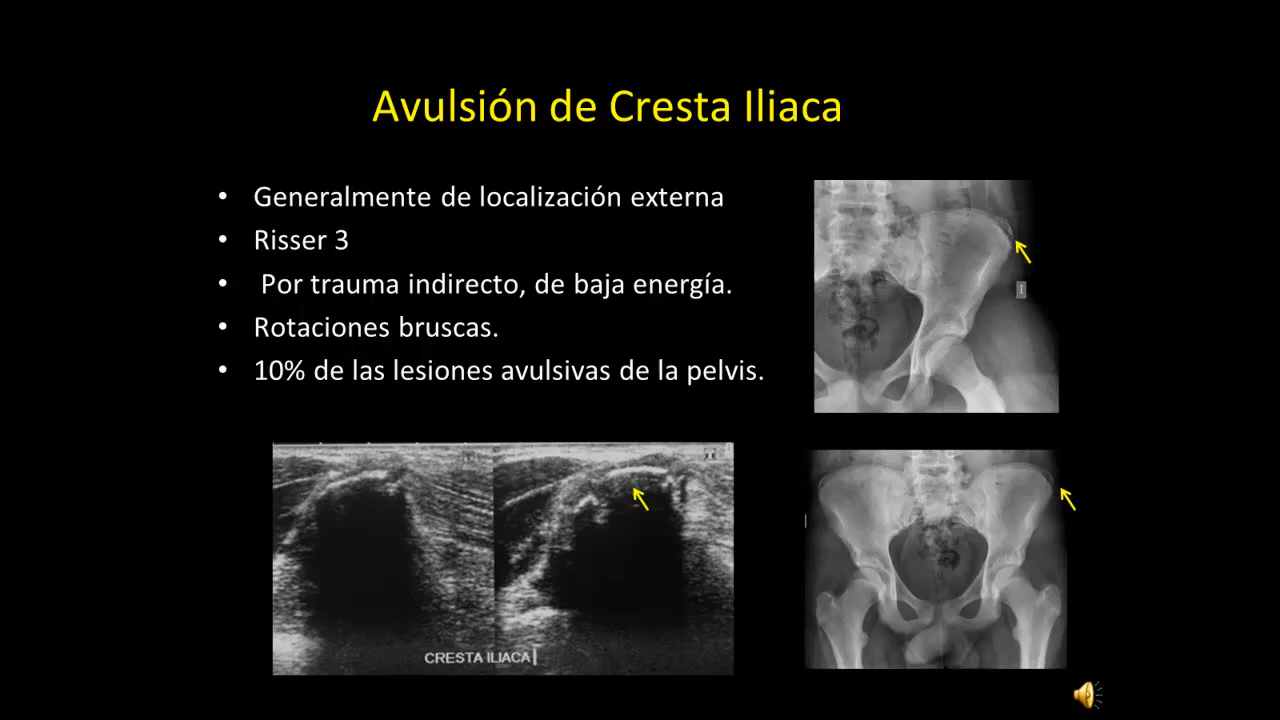 Avulsión de Cresta Iliaca
• Generalmente de localización externa
• Risser 3
• Por trauma indirecto, de baja energía.
• Rotaciones bruscas.
• 10% de las lesiones avulsivas de la pelvis.
I
CRESTA ILIACA